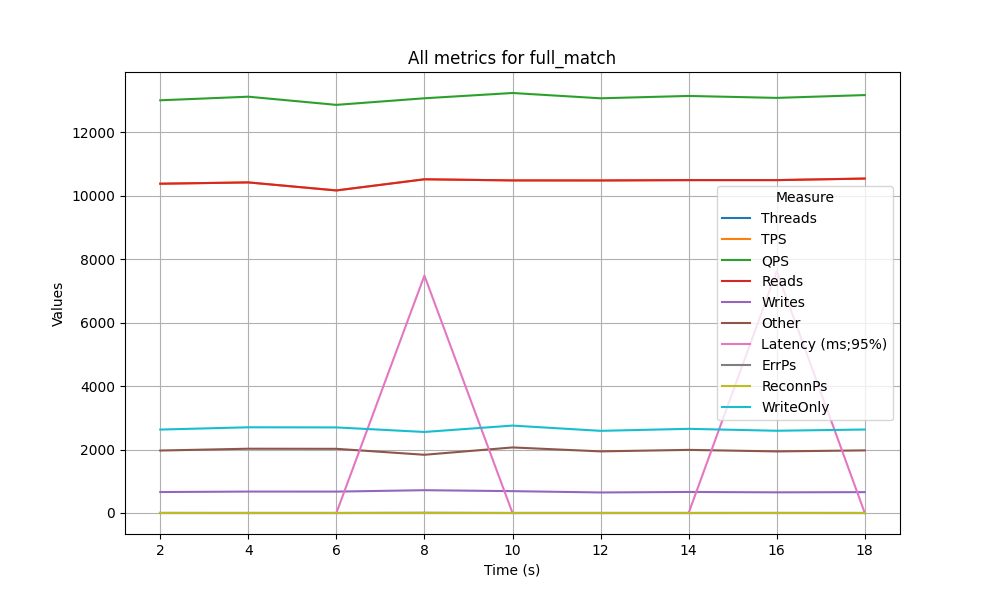 All metrics for full_match
Values
12000
10000
8000
6000
4000
2000
0
Measure
Threads
TPS
QPS
Reads
Writes
Other
Latency (ms;95%)
ErrPs
ReconnPs
WriteOnly
2 4 6 8 10 12 14 16 18
Time (s)